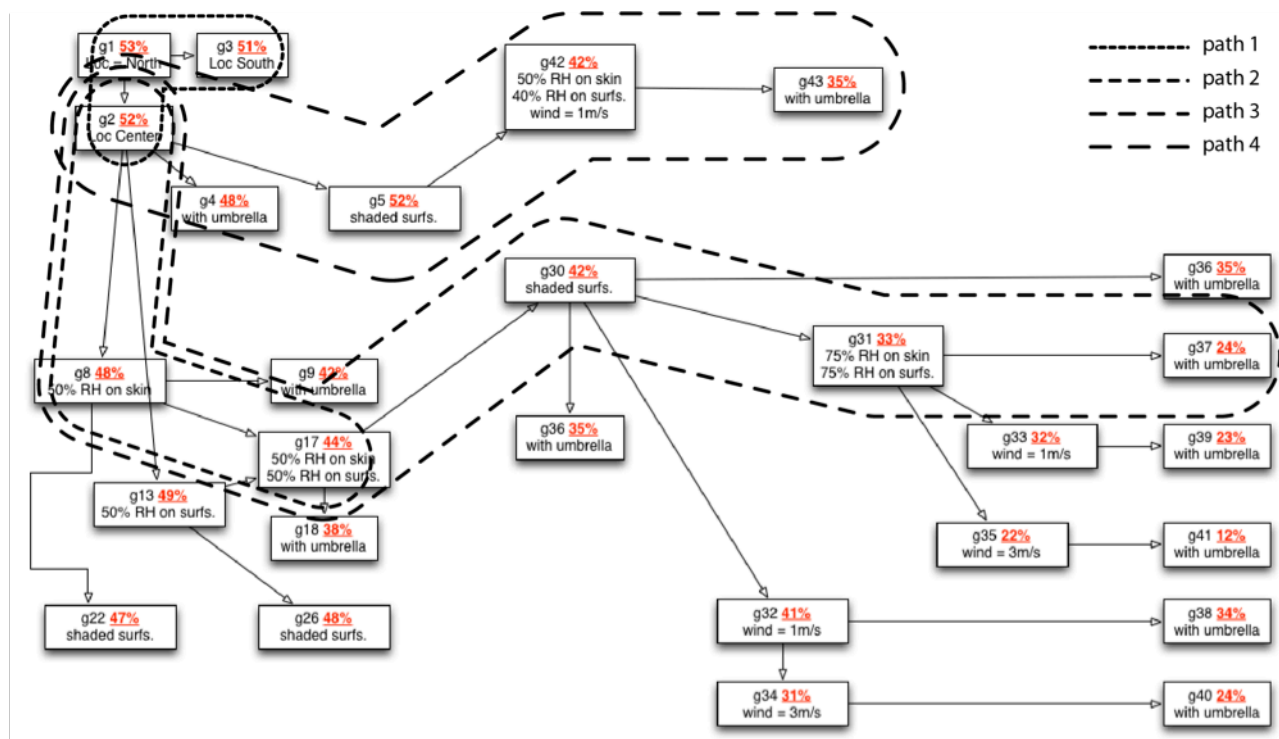 g1 53%
Loc = North
g3 51%
Loc South
g42 42%
50% RH on skin
40% RH on surfs.
wind = 1m/s
g43 35%
with umbrella
path 1
path 2
path 3
path 4
g2 52%
Loc Center
g4 48%
with umbrella
g5 52%
shaded surfs.
g30 42%
shaded surfs.
g36 35%
with umbrella
g31 33%
75% RH on skin
75% RH on surfs.
g37 24%
with umbrella
g8 48%
50% RH on skin
g9 42%
with umbrella
g36 35%
with umbrella
g17 44%
50% RH on skin
50% RH on surfs.
g33 32%
wind = 1m/s
g39 23%
with umbrella
g13 49%
50% RH on surfs.
g18 38%
with umbrella
g35 22%
wind = 3m/s
g41 12%
with umbrella
g22 47%
shaded surfs.
g26 48%
shaded surfs.
g32 41%
wind = 1m/s
g38 34%
with umbrella
g34 31%
wind = 3m/s
g40 24%
with umbrella